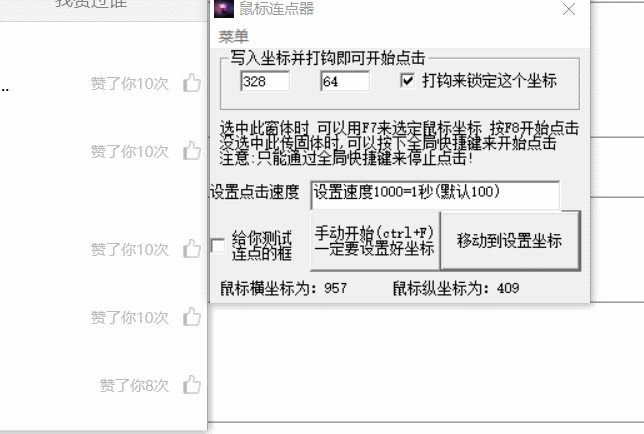 我赞过谁
..
赞了你10次
赞了你10次
赞了你10次
赞了你10次
赞了你8次
鼠标连点器
菜单
写入坐标并打钩即可开始点击
328
64
打钩来锁定这个坐标
选中此窗体时 可以用F7来选定鼠标坐标 按F8开始点击
没选中此传固体时,可以按下全局快捷键来开始点击
注意:只能通过全局快捷键来停止点击!
设置点击速度
设置速度1000=1秒(默认100)
给你测试
连点的框
手动开始(ctrl+F)
一定要设置好坐标
移动到设置坐标
鼠标横坐标为: 957
鼠标纵坐标为: 409